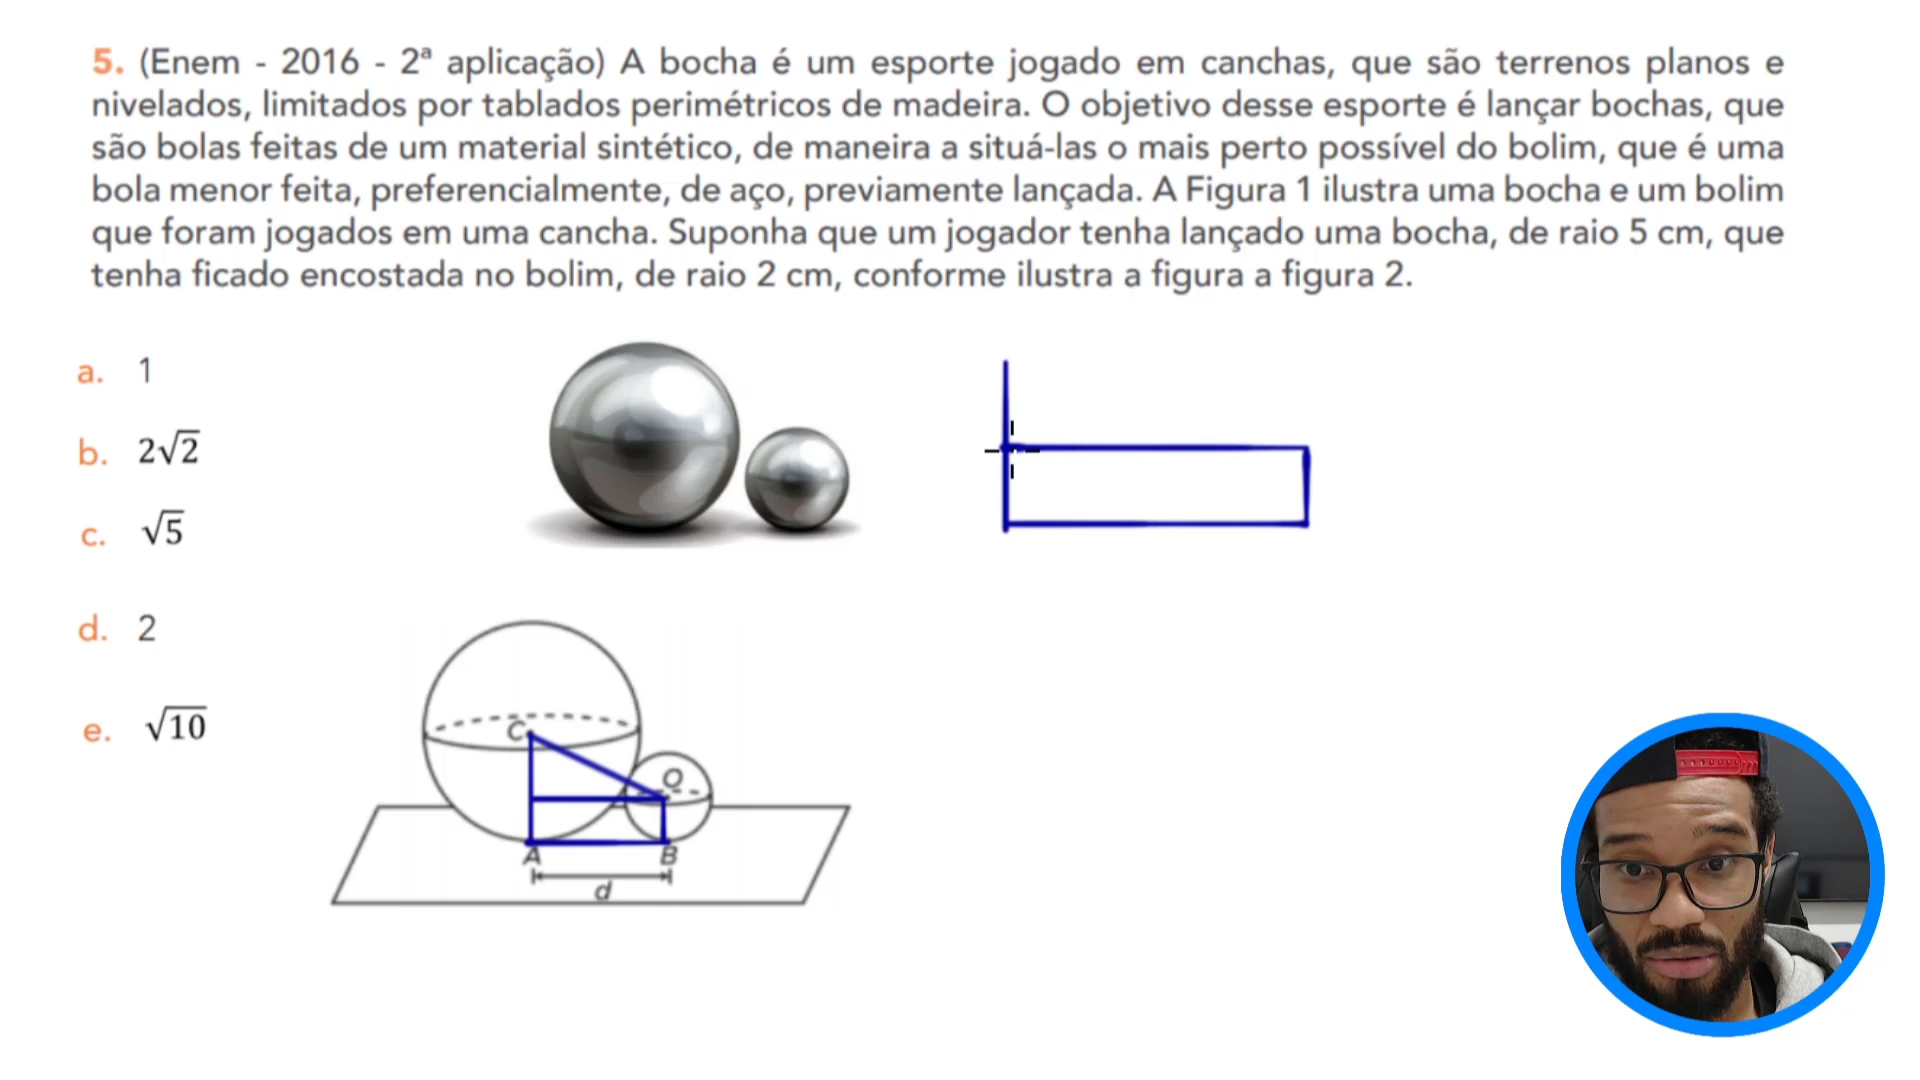 5. (Enem - 2016 - 2ª aplicação) A bocha é um esporte jogado em canchas, que são terrenos planos e
nivelados, limitados por tablados perimétricos de madeira. O objetivo desse esporte é lançar bochas, que
são bolas feitas de um material sintético, de maneira a situá-las o mais perto possível do bolim, que é uma
bola menor feita, preferencialmente, de aço, previamente lançada. A Figura 1 ilustra uma bocha e um bolim
que foram jogados em uma cancha. Suponha que um jogador tenha lançado uma bocha, de raio 5 cm, que
tenha ficado encostada no bolim, de raio 2 cm, conforme ilustra a figura a figura 2.
a. 1
b. 2√2
c. √5
d. 2
e. √10
C
O
A
B
d